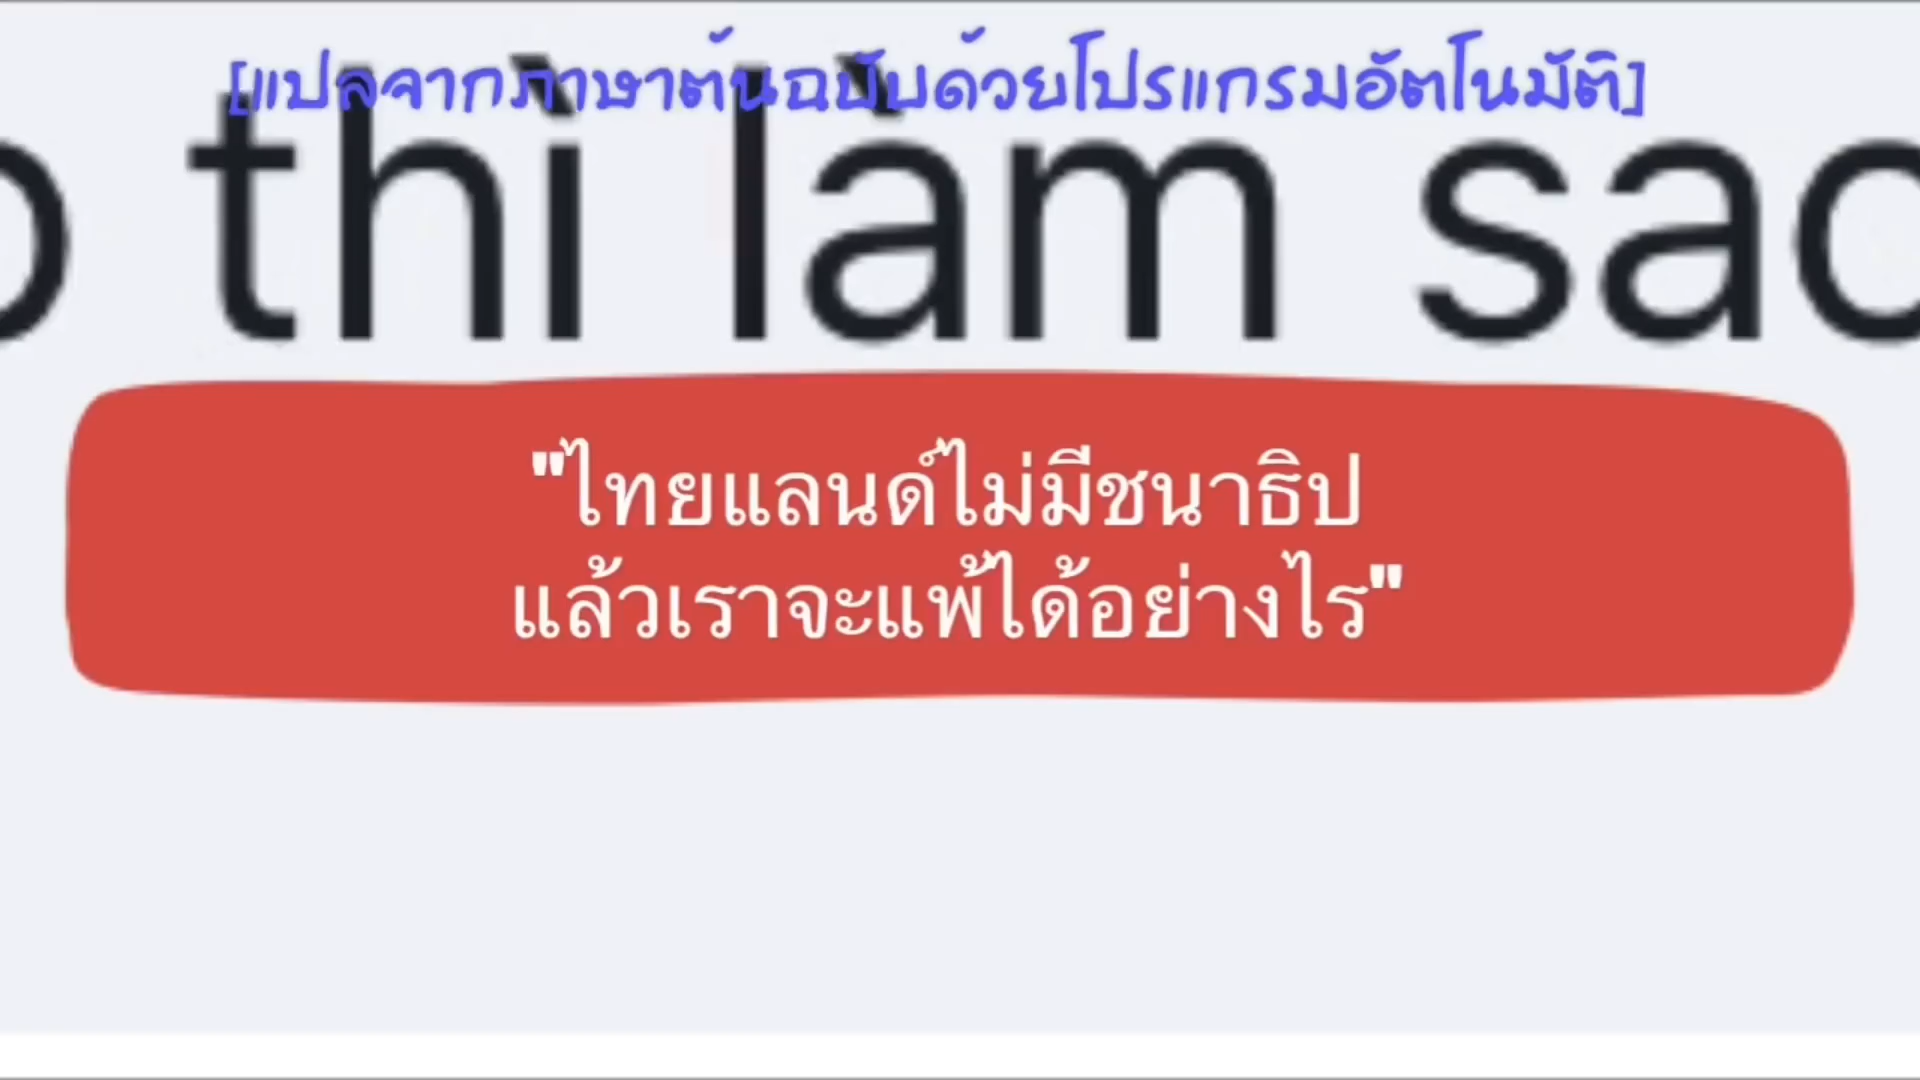 [แปลจากภาษาต้นฉบับด้วยโปรแกรมอัตโนมัติ]
thì làm
"ไทยแลนด์ไม่มีชนาธิป
แล้วเราจะแพ้ได้อย่างไร"